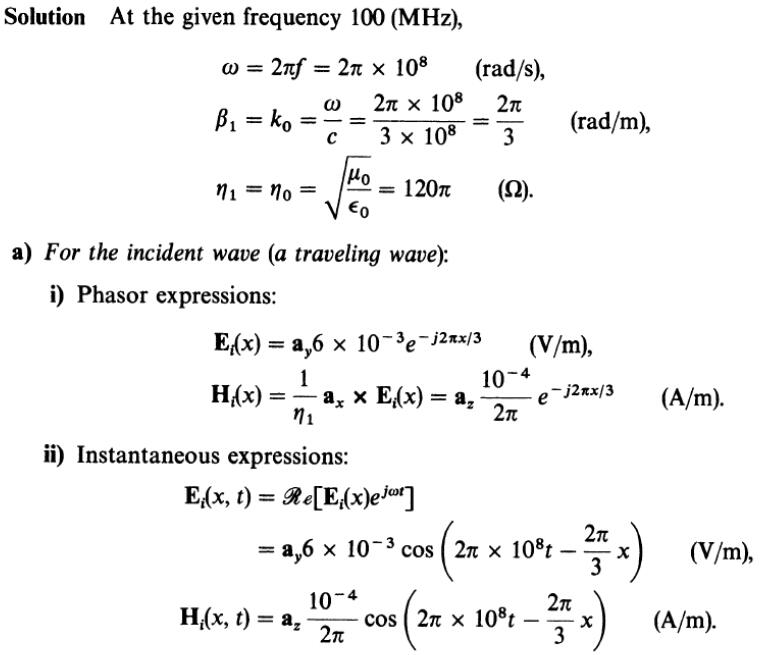 Solution At the given frequency 100 (MHz),
ω = 2πf = 2π × 10⁸ (rad/s),
β₁ = k₀ = ω/c = (2π × 10⁸)/(3 × 10⁸) = 2π/3 (rad/m),
η₁ = η₀ = √(μ₀/ϵ₀) = 120π (Ω).
a) For the incident wave (a traveling wave):
i) Phasor expressions:
Eᵢ(x) = a_y6 × 10⁻³e^(−j2πx/3) (V/m),
Hᵢ(x) = (1/η₁) aₓ × Eᵢ(x) = a_z (10⁻⁴/2π) e^(−j2πx/3) (A/m).
ii) Instantaneous expressions:
Eᵢ(x, t) = ℛℯ[Eᵢ(x)e^(jωt)]
= a_y6 × 10⁻³ cos (2π × 10⁸t − (2π/3) x) (V/m),
Hᵢ(x, t) = a_z (10⁻⁴/2π) cos (2π × 10⁸t − (2π/3) x) (A/m).